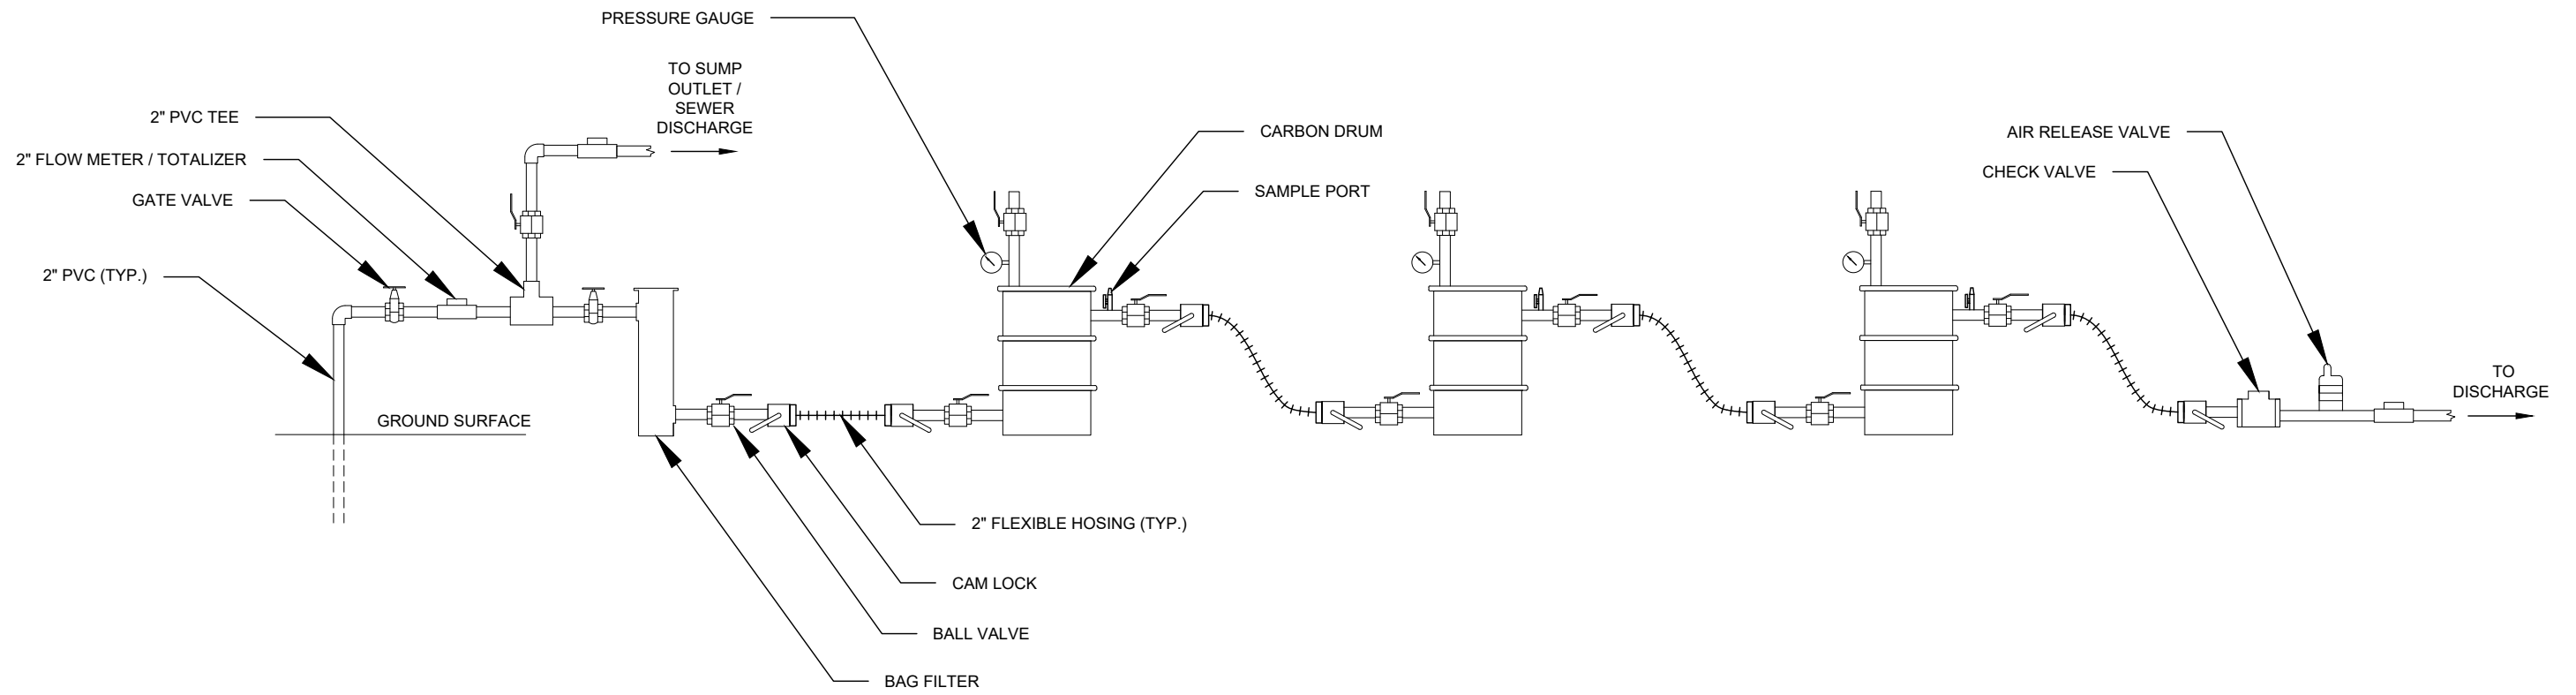 PRESSURE GAUGE
TO SUMP
OUTLET /
SEWER
DISCHARGE
2" PVC TEE
2" FLOW METER / TOTALIZER
GATE VALVE
2" PVC (TYP.)
GROUND SURFACE
CARBON DRUM
SAMPLE PORT
AIR RELEASE VALVE
CHECK VALVE
TO
DISCHARGE
2" FLEXIBLE HOSING (TYP.)
CAM LOCK
BALL VALVE
BAG FILTER